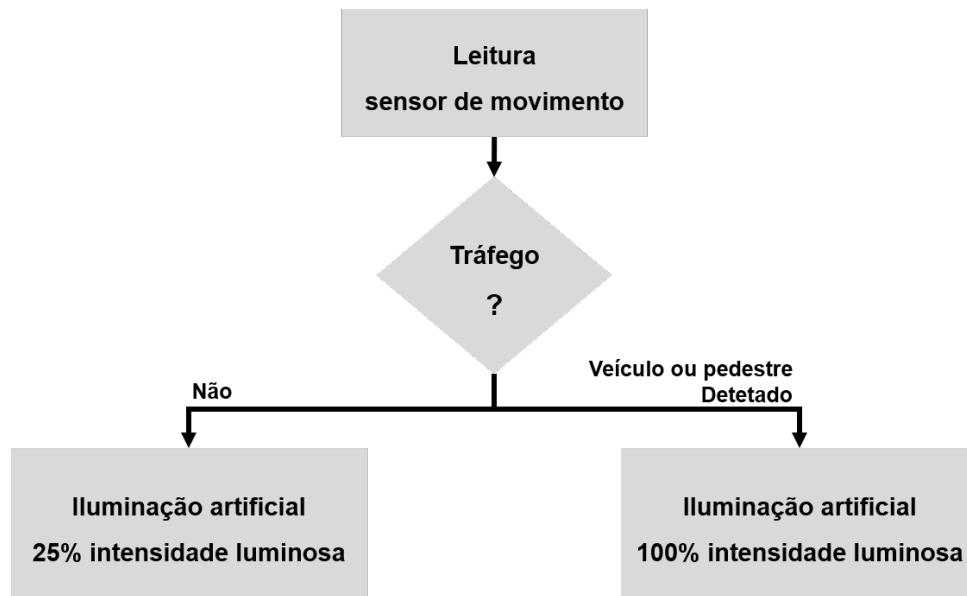 Leitura
sensor de movimento
Tráfego
?
Não
Veículo ou pedestre
Detetado
Iluminação artificial
25% intensidade luminosa
Iluminação artificial
100% intensidade luminosa